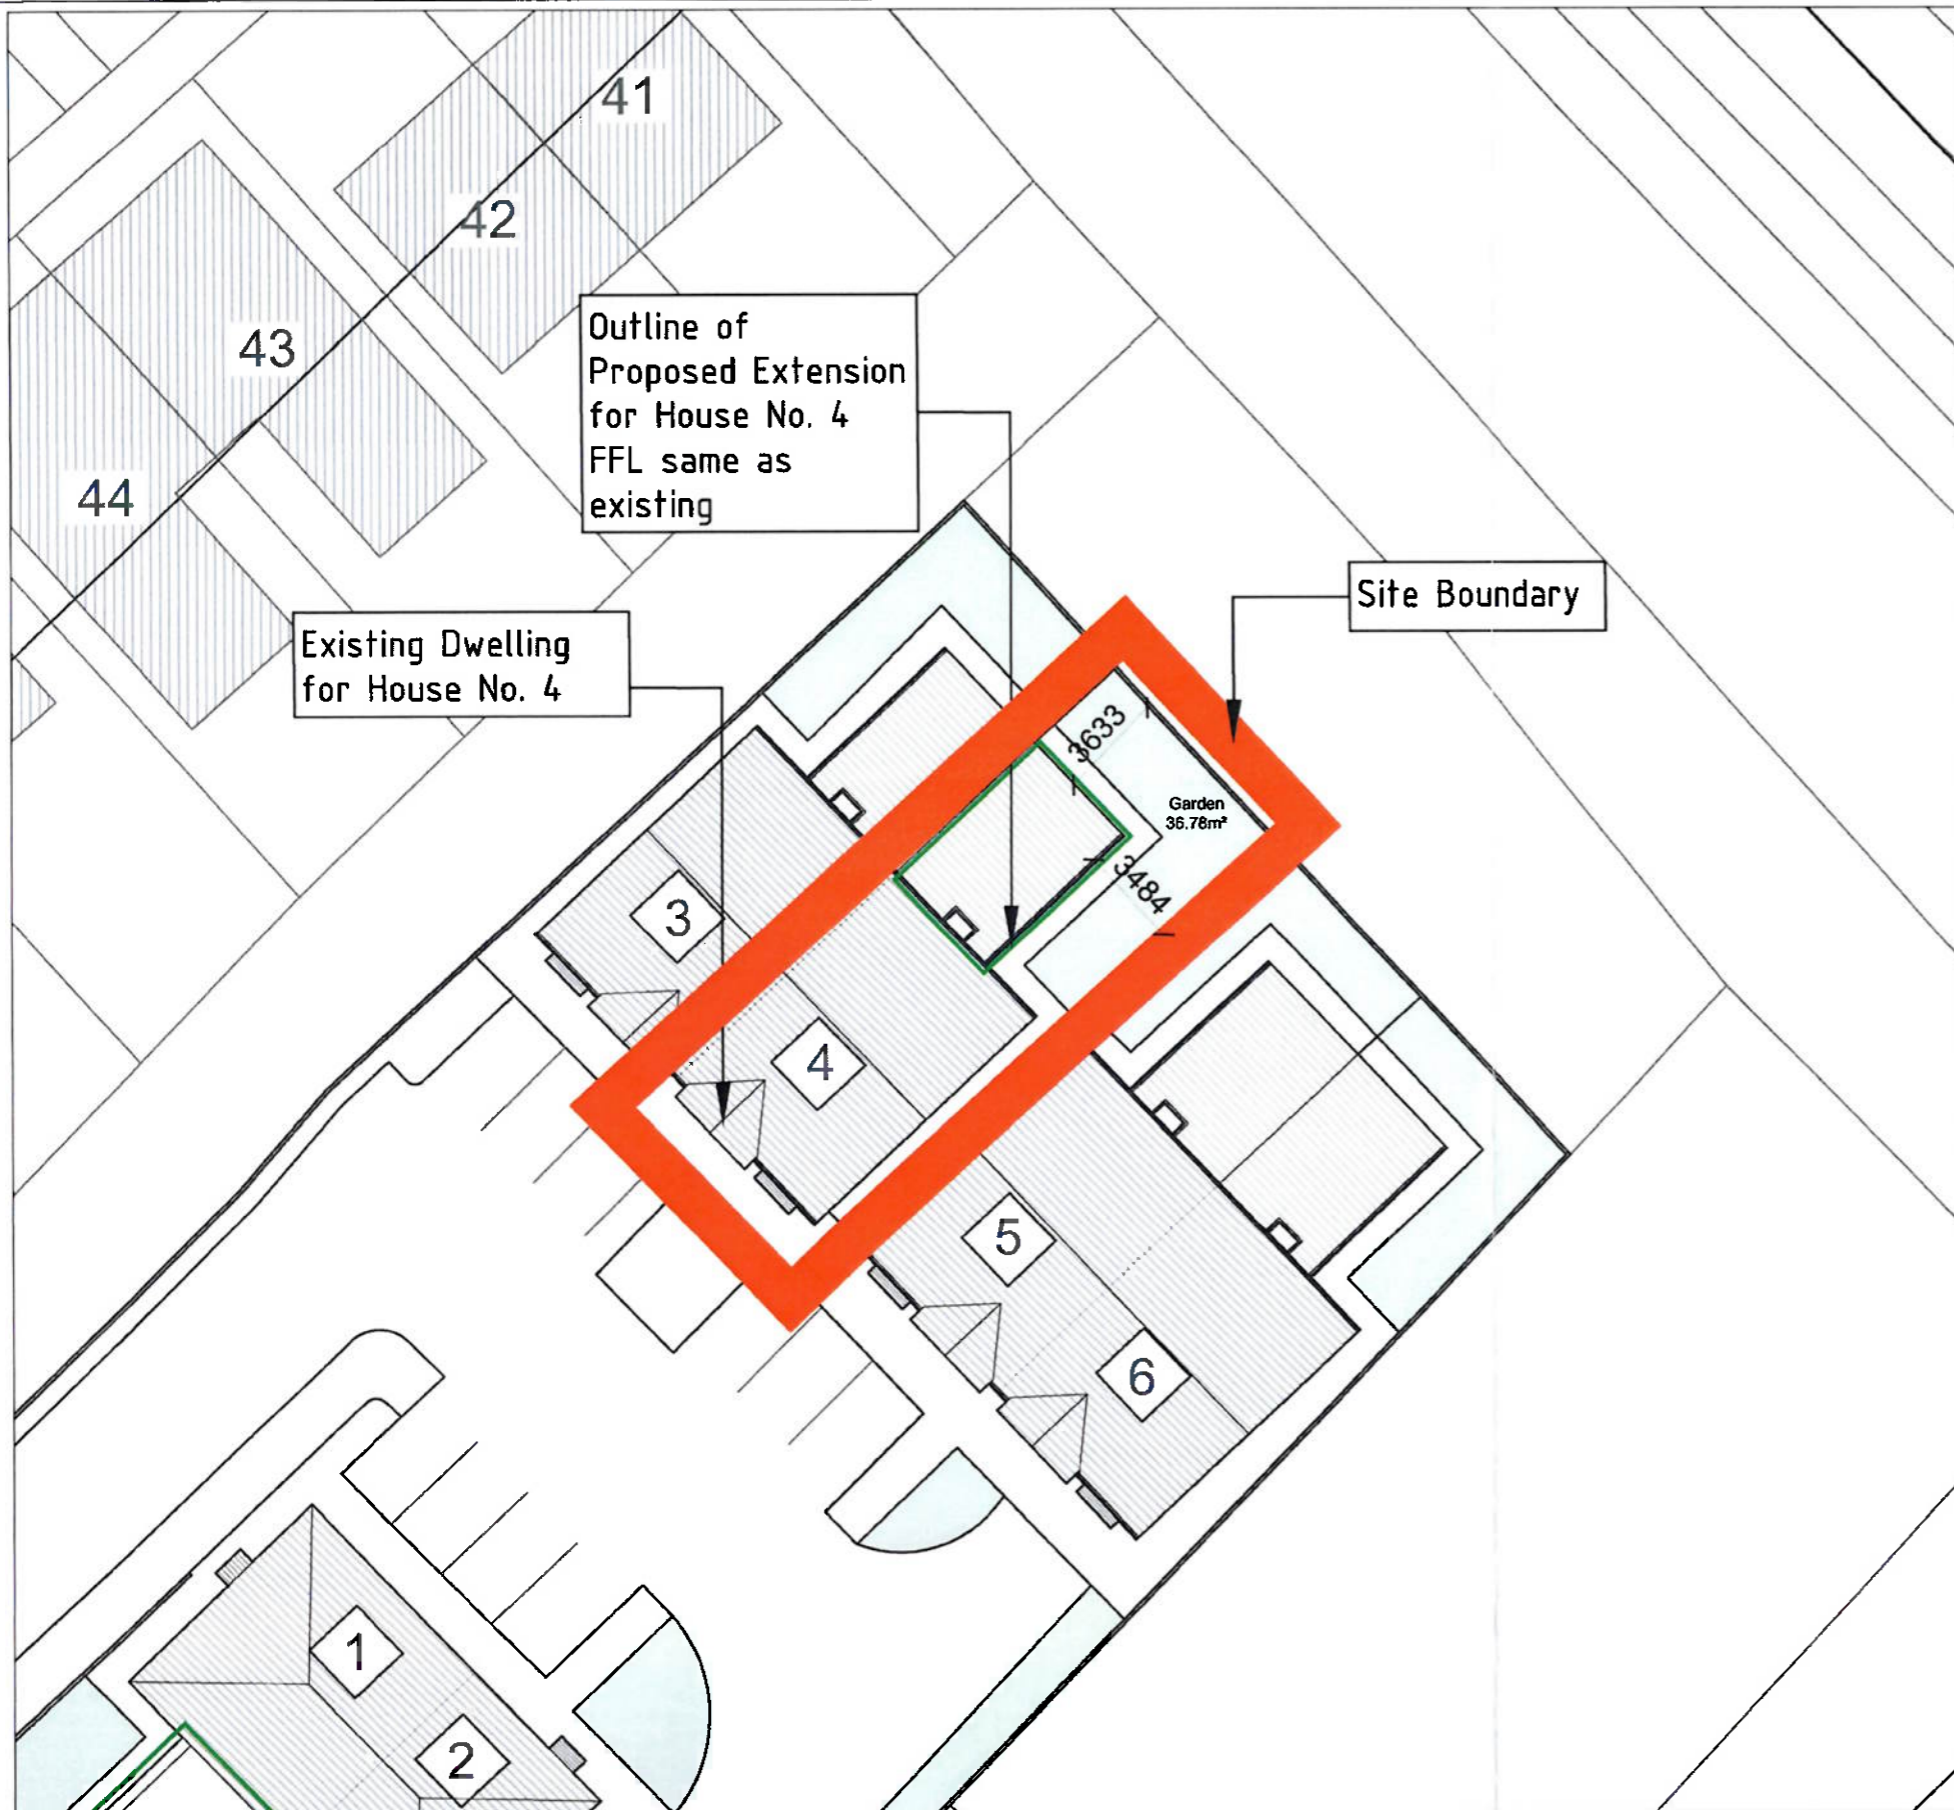 41
42
43
44
Outline of
Proposed Extension
for House No. 4
FFL same as
existing
Site Boundary
Existing Dwelling
for House No. 4
3633
Garden
36.78m²
3484
3
4
5
6
1
2